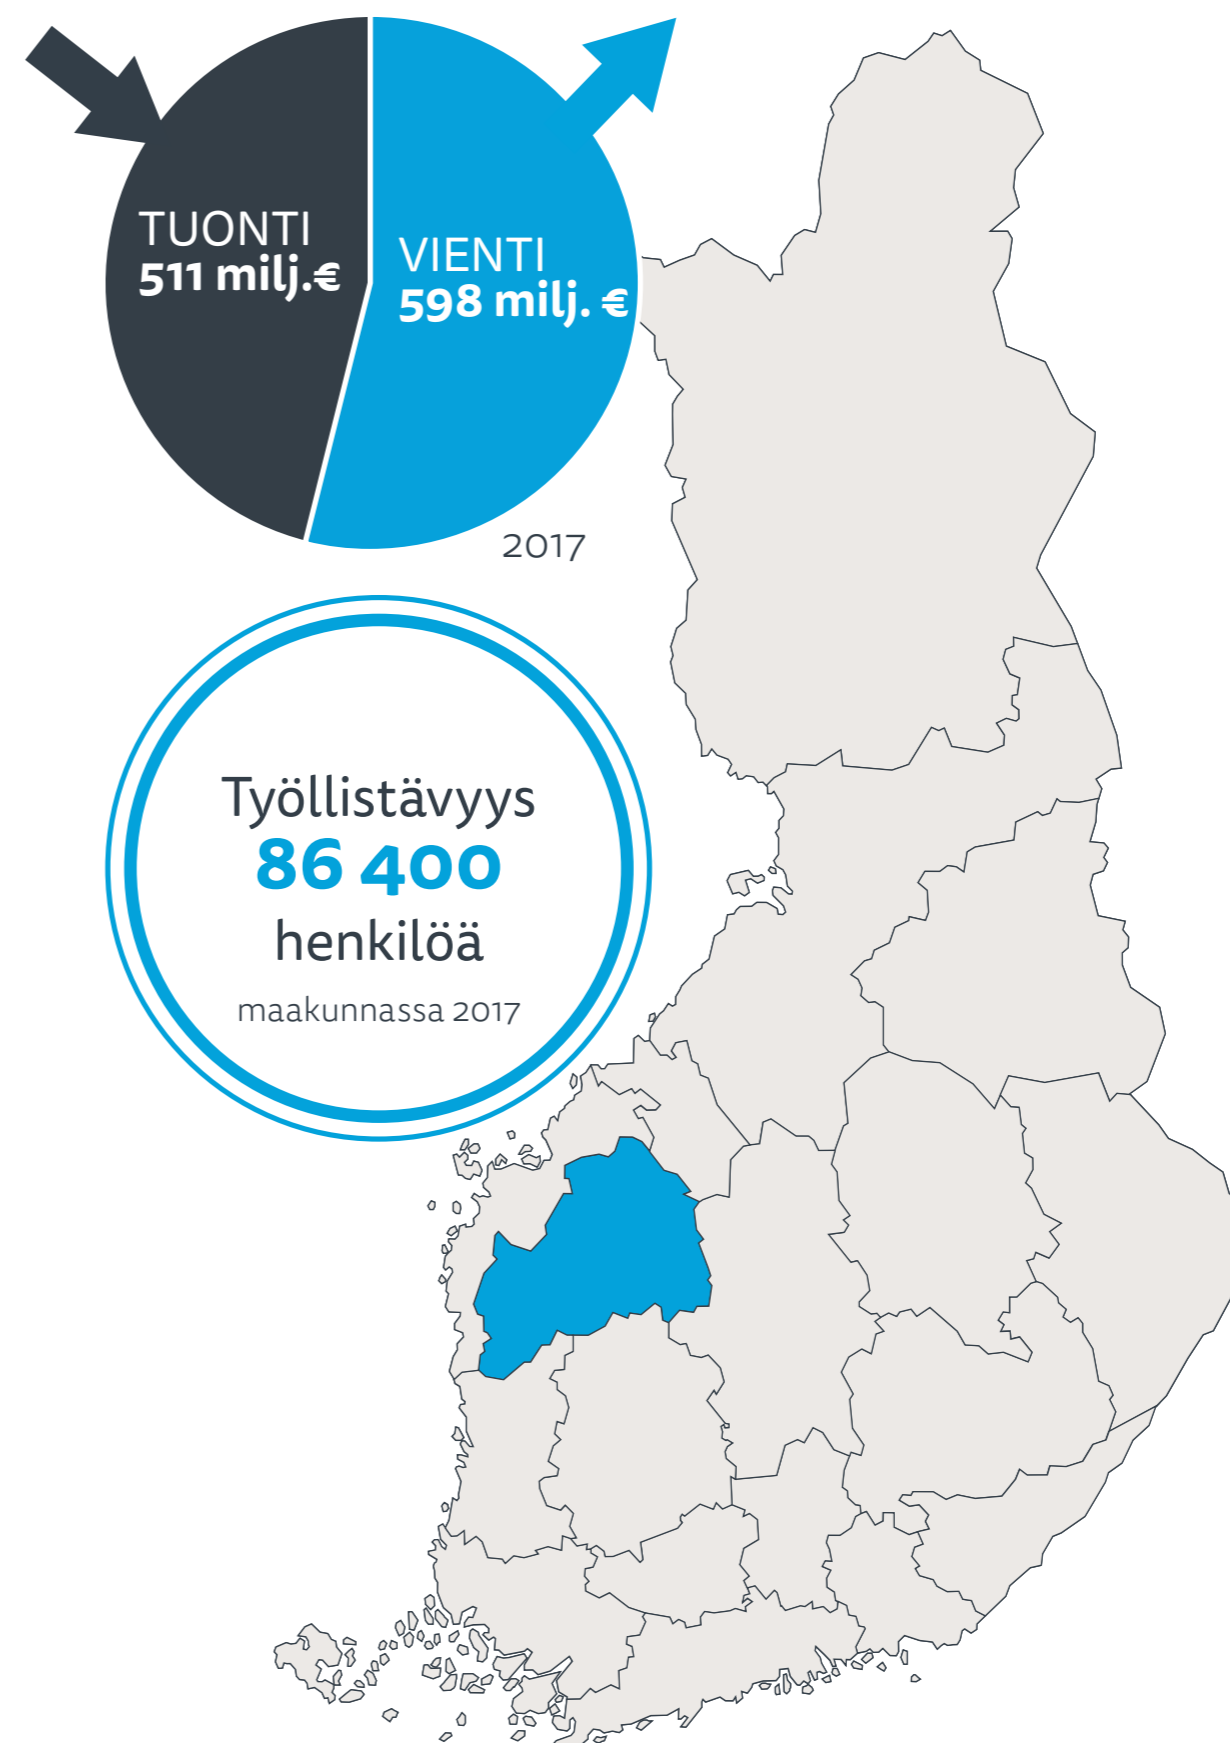 TUONTI
511 milj.€
VIENTI
598 milj. €
2017
Työllistävyys
86 400
henkilöä
maakunnassa 2017